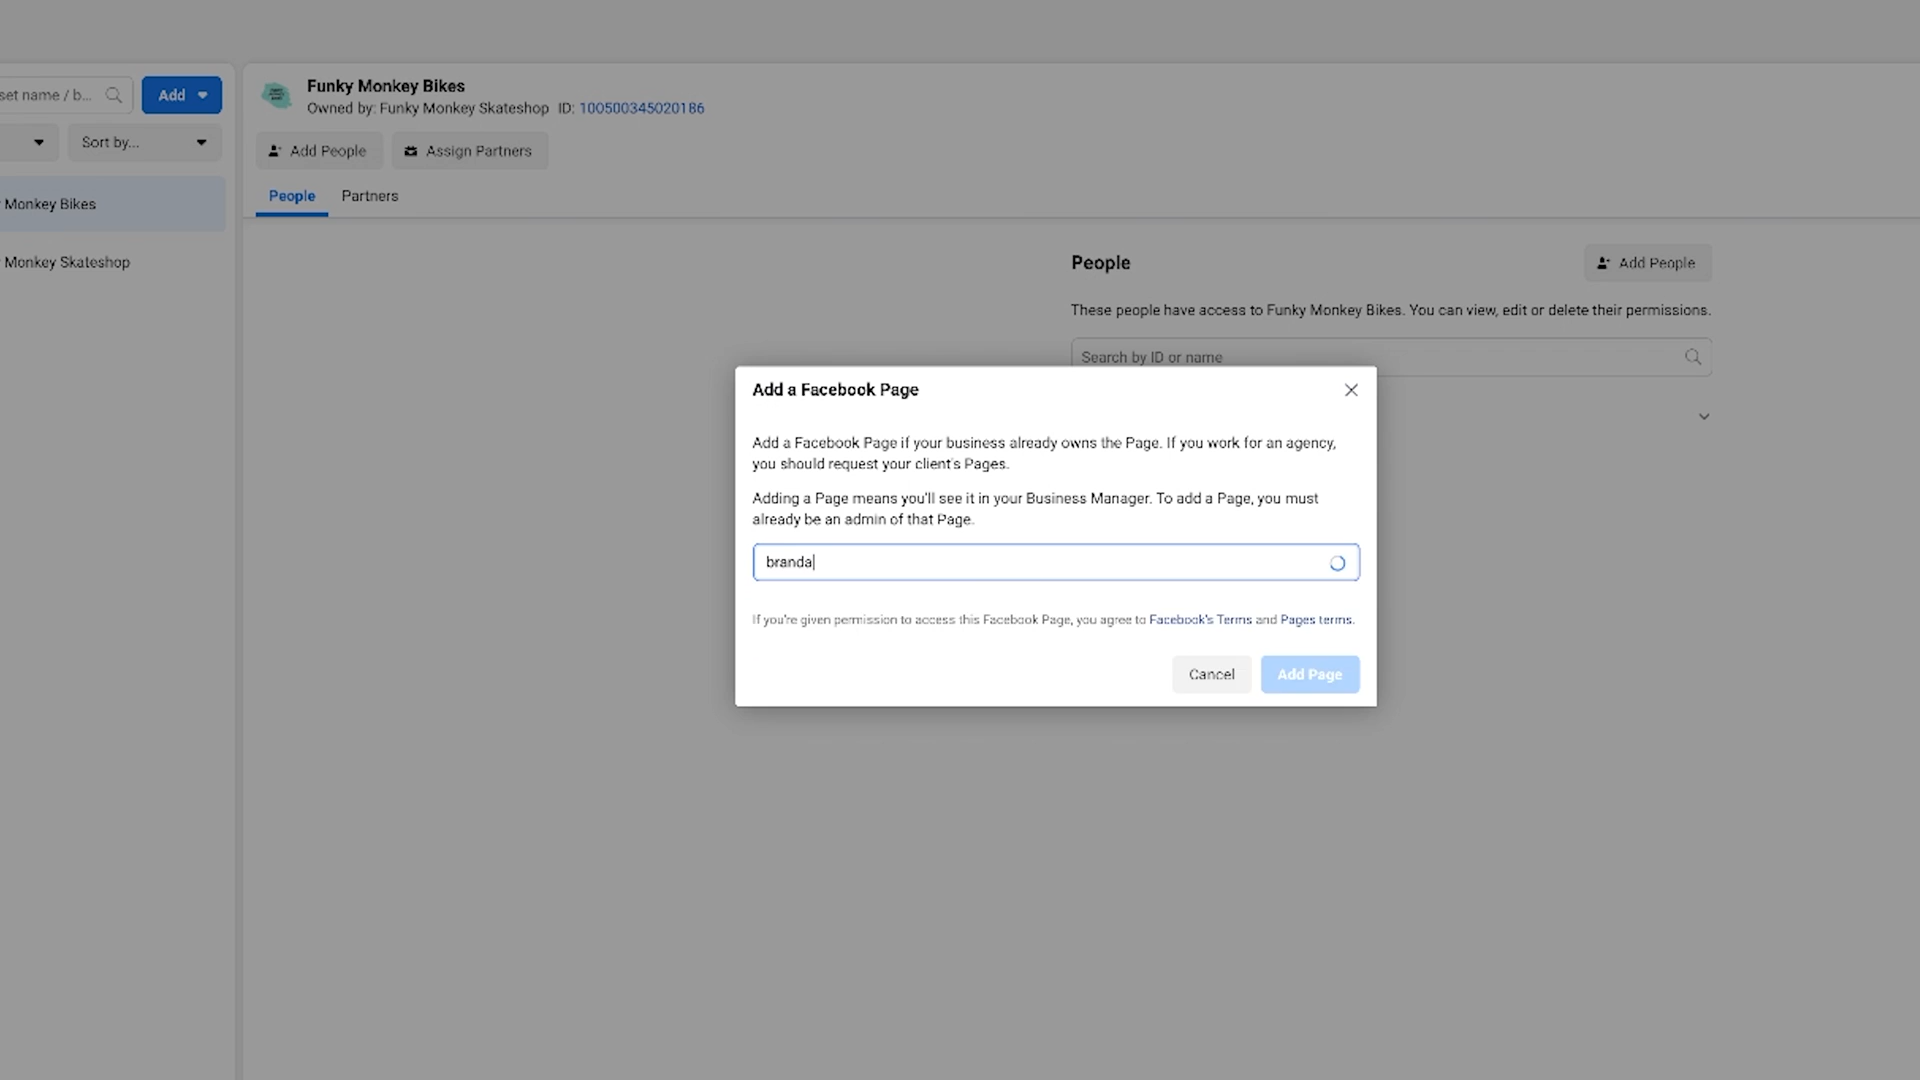 set name / b...
Add
Sort by...
Monkey Bikes
Monkey Skateshop
Funky Monkey Bikes
Owned by: Funky Monkey Skateshop ID: 100500345020186
Add People
Assign Partners
People
Partners
People
Add People
These people have access to Funky Monkey Bikes. You can view, edit or delete their permissions.
Search by ID or name
Add a Facebook Page
Add a Facebook Page if your business already owns the Page. If you work for an agency,
you should request your client's Pages.
Adding a Page means you'll see it in your Business Manager. To add a Page, you must
already be an admin of that Page.
branda
If you're given permission to access this Facebook Page, you agree to Facebook's Terms and Pages terms.
Cancel
Add Page